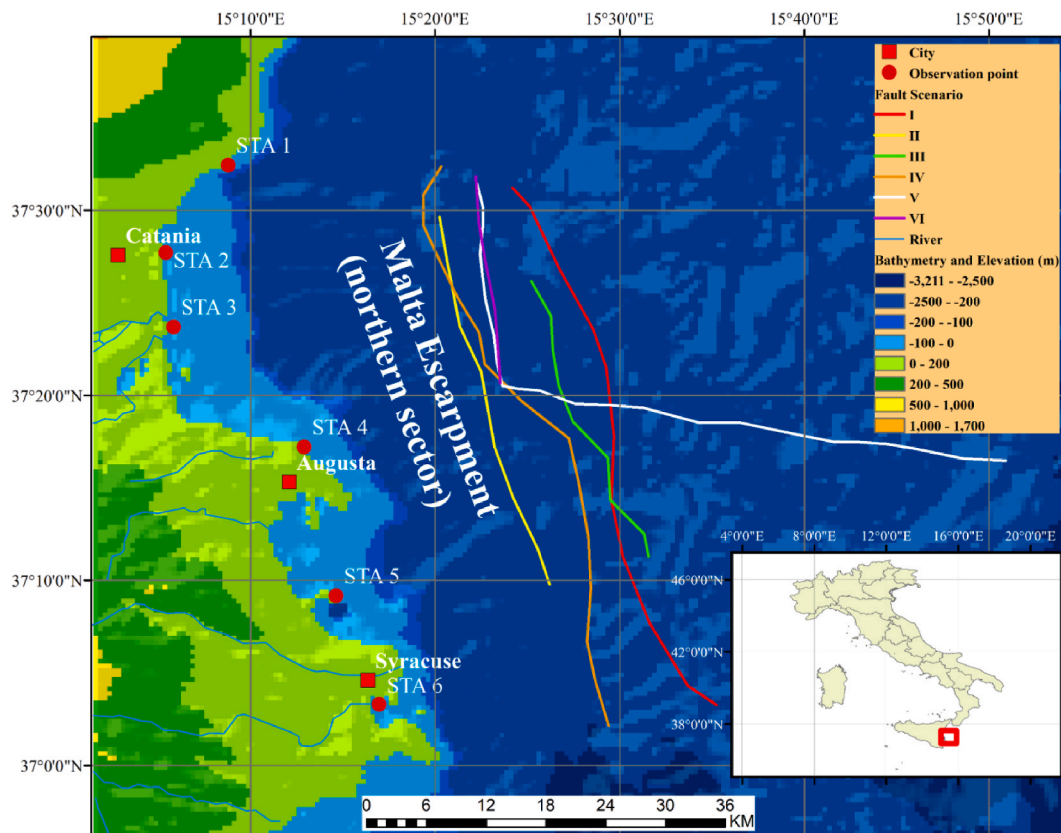 15°10'0"E 15°20'0"E 15°30'0"E 15°40'0"E 15°50'0"E
City
Observation point
Fault Scenario
I
II
III
IV
V
VI
River
Bathymetry and Elevation (m)
-3,211 - -2,500
-2500 - -200
-200 - -100
-100 - 0
0 - 200
200 - 500
500 - 1,000
1,000 - 1,700
STA 1
37°30'0"N
Catania
STA 2
STA 3
Malta Escarpment
(northern sector)
37°20'0"N
STA 4
Augusta
37°10'0"N
STA 5
Syracuse
STA 6
37°0'0"N
4°00'0"E 8°00'0"E 12°00'0"E 16°00'0"E 20°00'0"E
46°0'0"N
42°0'0"N
38°0'0"N
0 6 12 18 24 30 36
KM